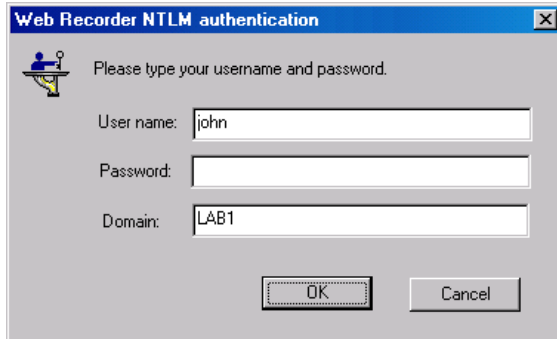 Web Recorder NTLM authentication
Please type your username and password.
User name: john
Password:
Domain: LAB1
OK Cancel